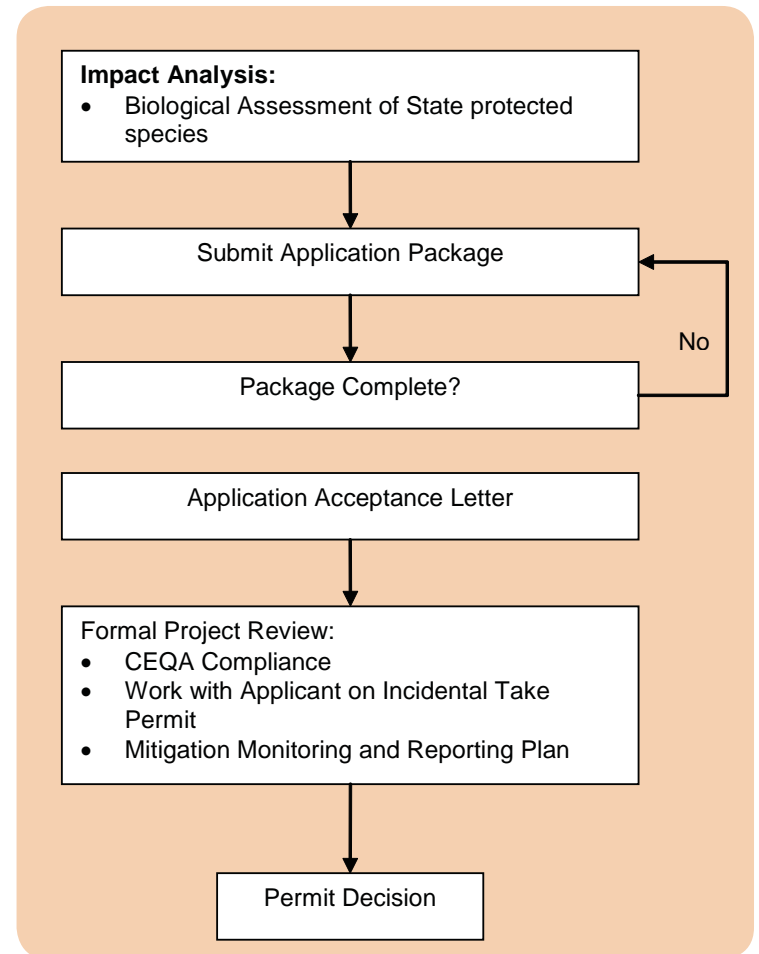 Impact Analysis:
• Biological Assessment of State protected
species
Submit Application Package
No
Package Complete?
Application Acceptance Letter
Formal Project Review:
• CEQA Compliance
• Work with Applicant on Incidental Take
Permit
• Mitigation Monitoring and Reporting Plan
Permit Decision